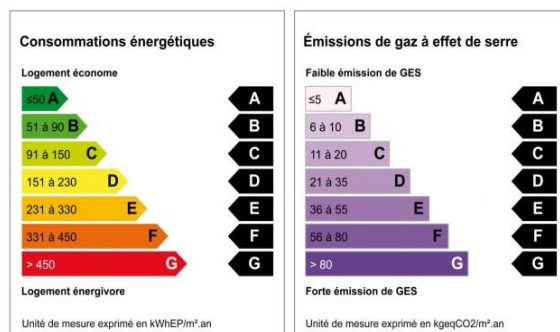 Consommations énergétiques
Logement économe
≤50 A A
51 à 90 B B
91 à 150 C C
151 à 230 D D
231 à 330 E E
331 à 450 F F
> 450 G G
Logement énergivore
Unité de mesure exprimé en kWhEP/m².an
Émissions de gaz à effet de serre
Faible émission de GES
≤5 A A
6 à 10 B B
11 à 20 C C
21 à 35 D D
36 à 55 E E
56 à 80 F F
> 80 G G
Forte émission de GES
Unité de mesure exprimé en kgeqCO2/m².an